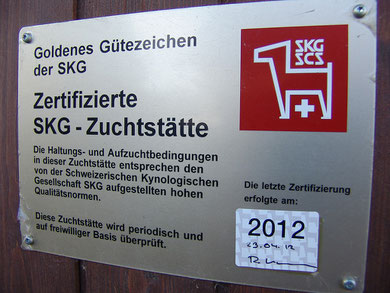 Goldenes Gütezeichen
der SKG
SKG
SCS
Zertifizierte
SKG - Zuchtstätte
Die Haltungs- und Aufzuchtbedingungen
in dieser Zuchtstätte entsprechen den
von der Schweizerischen Kynologischen
Gesellschaft SKG aufgestellten hohen
Qualitätsnormen.
Diese Zuchtstätte wird periodisch und
auf freiwilliger Basis überprüft.
Die letzte Zertifizierung
erfolgte am:
2012
23.04.12